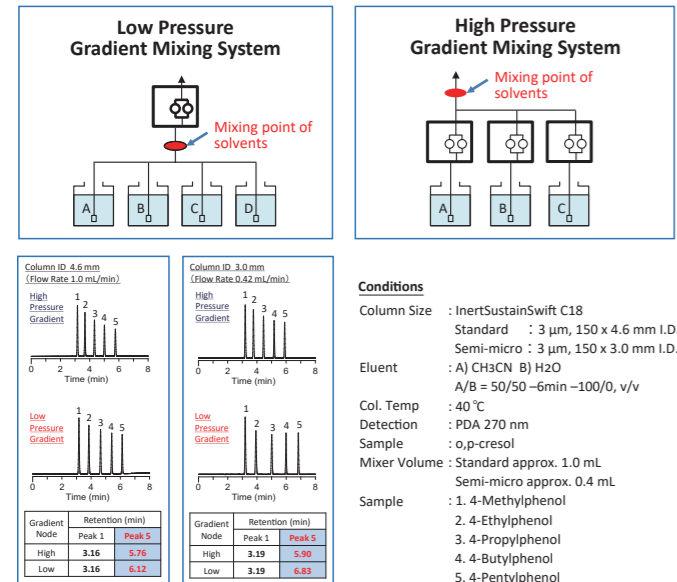 Low Pressure
Gradient Mixing System
Mixing point of
solvents
A
B
C
D
High Pressure
Gradient Mixing System
Mixing point of
solvents
A
B
C
Column ID 4.6 mm
(Flow Rate 1.0 mL/min)
High
Pressure
Gradient
1
2
3
4
5
0 2 4 6 8
Time (min)
Low
Pressure
Gradient
1
2
3
4
5
0 2 4 6 8
Time (min)
Gradient Node Retention (min)
Peak 1 Peak 5
High 3.16 5.76
Low 3.16 6.12
Column ID 3.0 mm
(Flow Rate 0.42 mL/min)
High
Pressure
Gradient
1
2
3
4
5
0 2 4 6 8
Time (min)
Low
Pressure
Gradient
1
2
3
4
5
0 2 4 6 8
Time (min)
Gradient Node Retention (min)
Peak 1 Peak 5
High 3.19 5.90
Low 3.19 6.83
Conditions
Column Size : InertSustainSwift C18
Standard : 3 μm, 150 x 4.6 mm I.D.
Semi-micro : 3 μm, 150 x 3.0 mm I.D.
Eluent : A) CH3CN B) H2O
A/B = 50/50 –6min –100/0, v/v
Col. Temp : 40 °C
Detection : PDA 270 nm
Sample : o,p-cresol
Mixer Volume : Standard approx. 1.0 mL
Semi-micro approx. 0.4 mL
Sample : 1. 4-Methylphenol
2. 4-Ethylphenol
3. 4-Propylphenol
4. 4-Butylphenol
5. 4-Pentylphenol